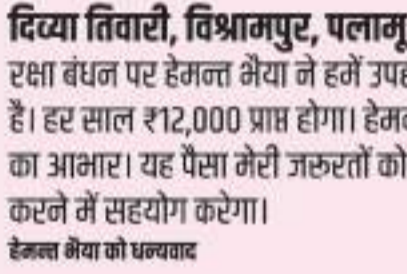 दिव्या तिवारी, विश्रामपुर, पलामू
रक्षा बंधन पर हेमन्त भैया ने हमें
है। हर साल ₹12,000 प्राप्त होगा।
का आभार। यह पैसा मेरी जरूरतों को
करने में सहयोग करेगा।
हेमन्त भैया को धन्यवाद